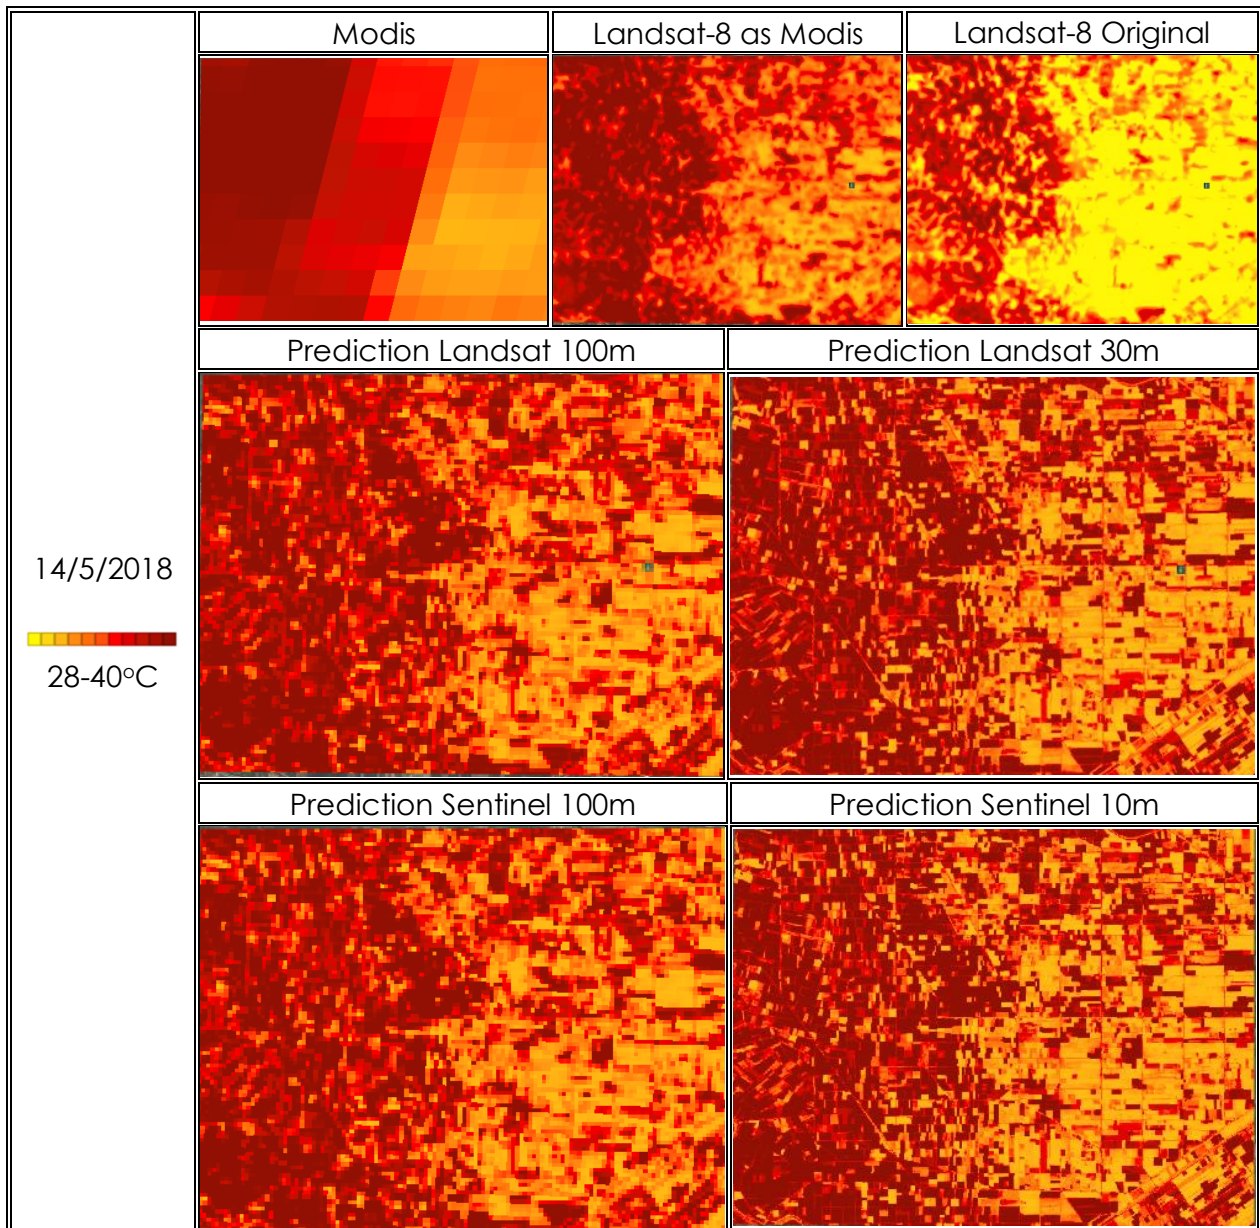 Modis
Landsat-8 as Modis
Landsat-8 Original
Prediction Landsat 100m
Prediction Landsat 30m
14/5/2018
28-40°C
Prediction Sentinel 100m
Prediction Sentinel 10m